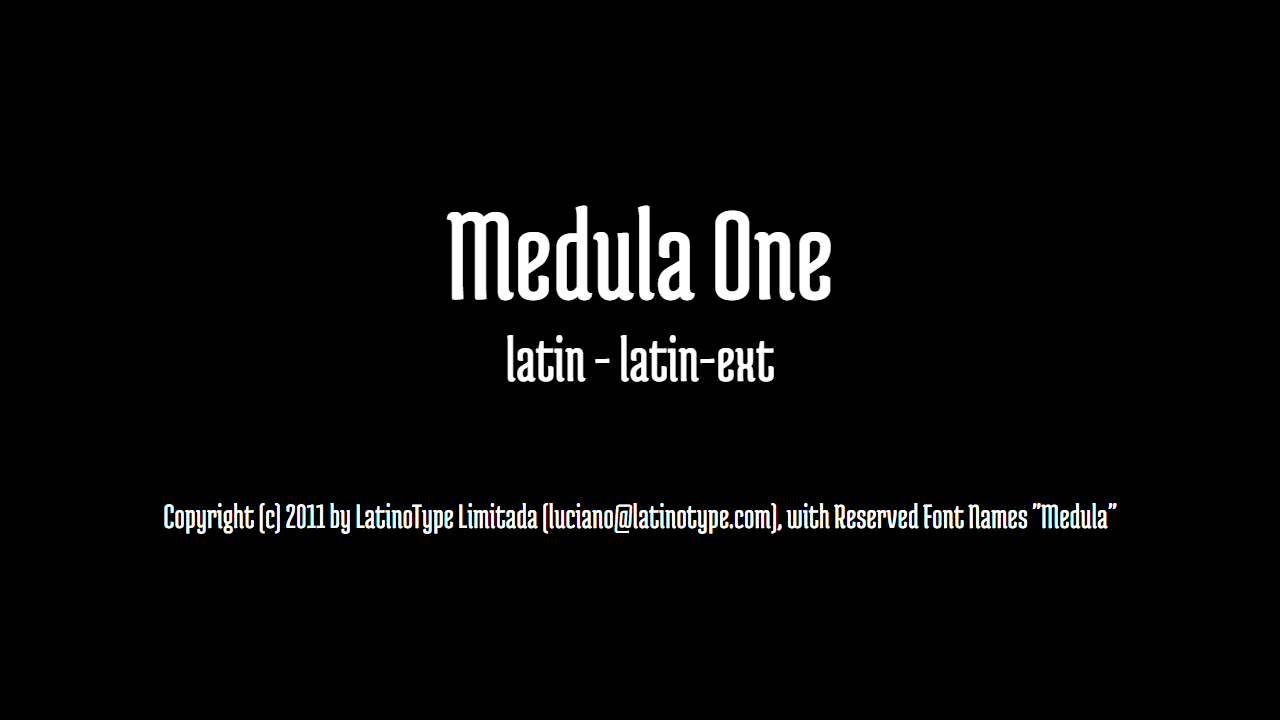 Medula One
latin - latin-ext
Copyright (c) 2011 by LatinoType Limitada (luciano@latinotype.com), with Reserved Font Names "Medula"